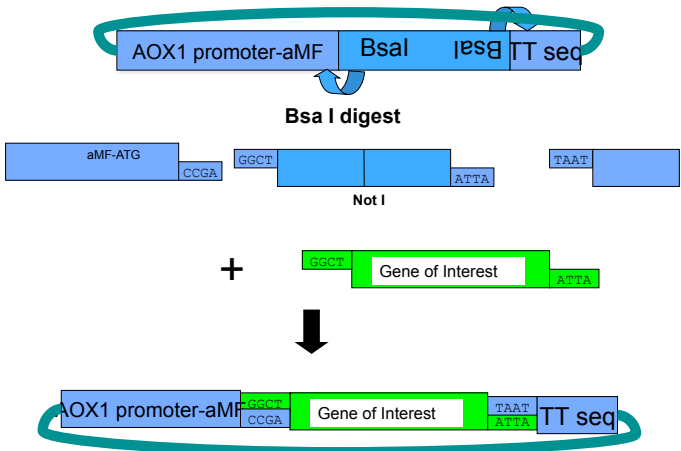 AOX1 promoter-aMF BsaI BsaI TT seq
Bsa I digest
aMF-ATG
CCGA
GGCT
ATTA
TAAT
Not I
+
GGCT
Gene of Interest
ATTA
AOX1 promoter-aMF
GGCT
CCGA
Gene of Interest
TAAT
ATTA
TT seq